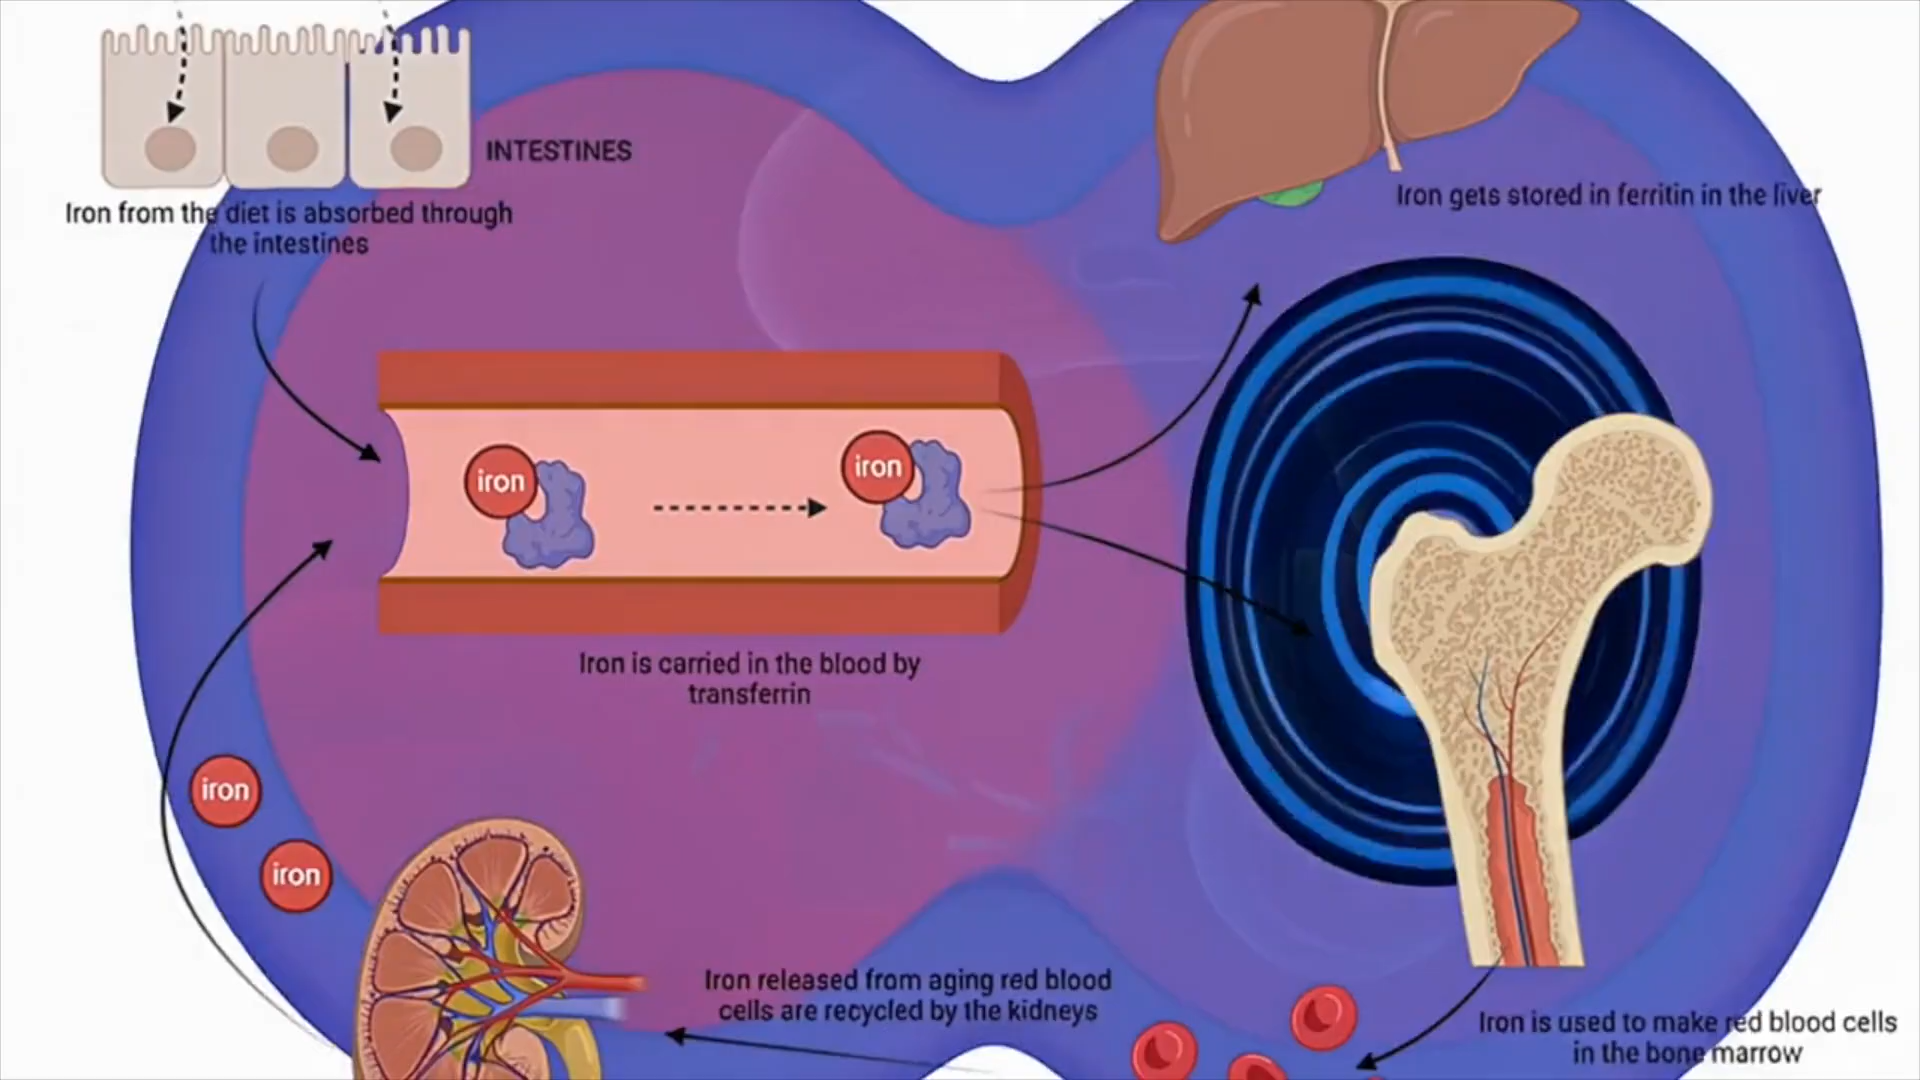 INTESTINES
Iron from the diet is absorbed through
the intestines
Iron gets stored in ferritin in the liver
iron
iron
Iron is carried in the blood by
transferrin
iron
iron
Iron released from aging red blood
cells are recycled by the kidneys
Iron is used to make red blood cells
in the bone marrow